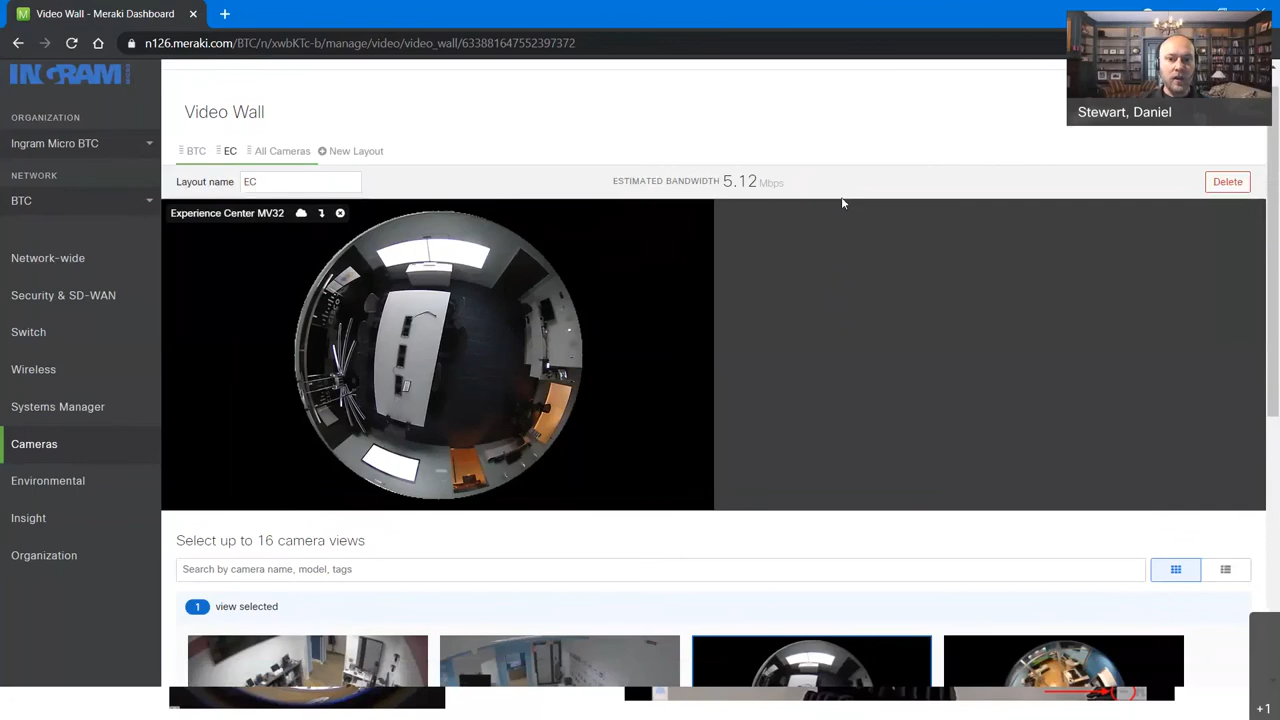 Video Wall - Meraki Dashboard
n126.meraki.com/BTC/n/xwbKTc-b/manage/video/video_wall/633881647552397372
INGRAM
ORGANIZATION
Ingram Micro BTC
NETWORK
BTC
Network-wide
Security & SD-WAN
Switch
Wireless
Systems Manager
Cameras
Environmental
Insight
Organization
Video Wall
BTC EC All Cameras New Layout
Layout name EC
ESTIMATED BANDWIDTH 5.12 Mbps
Delete
Experience Center MV32
Select up to 16 camera views
Search by camera name, model, tags
1 view selected
Stewart, Daniel
+1